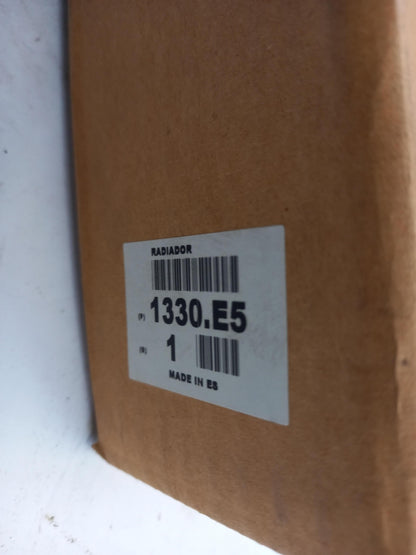 RADIADOR
(P) 1330.E5
(B) 1
MADE IN ES